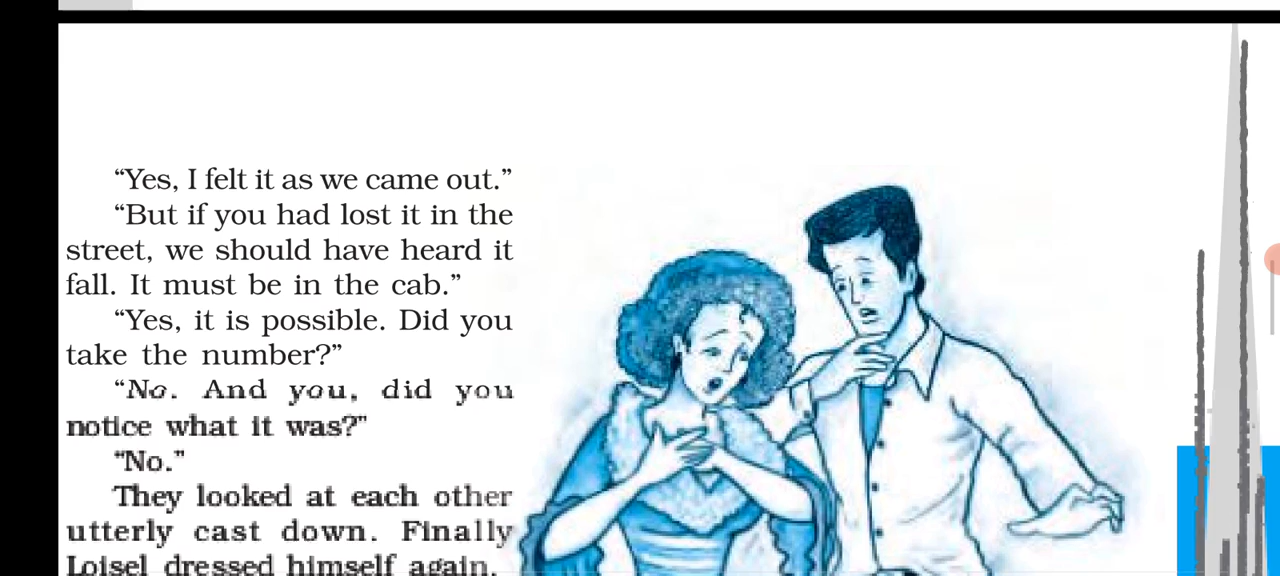 “Yes, I felt it as we came out.”
“But if you had lost it in the
street, we should have heard it
fall. It must be in the cab.”
“Yes, it is possible. Did you
take the number?”
“No. And you, did you
notice what it was?”
“No.”
They looked at each other
utterly cast down. Finally
Loisel dressed himself again.